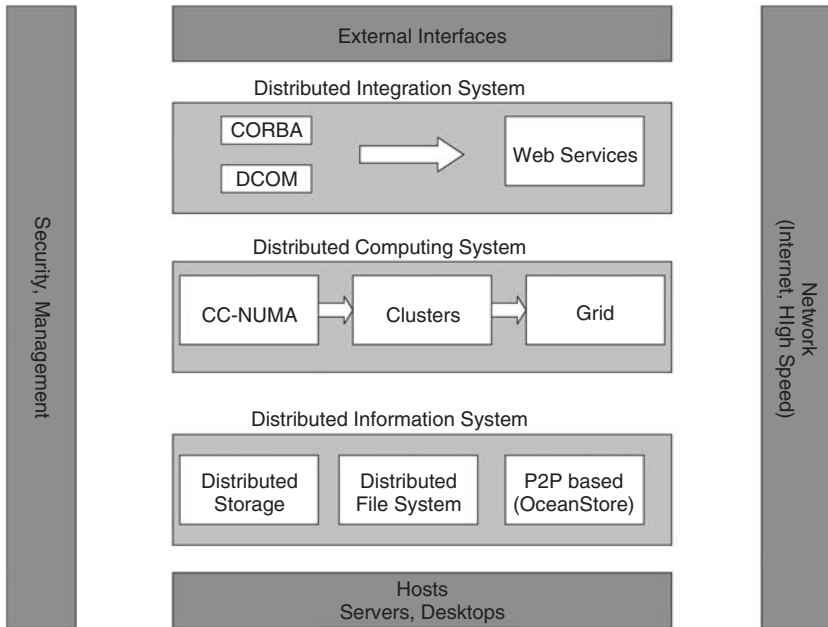 External Interfaces
Distributed Integration System
CORBA
DCOM
Web Services
Security, Management
Network
(Internet, HIgh Speed)
Distributed Computing System
CC-NUMA
Clusters
Grid
Distributed Information System
Distributed
Storage
Distributed
File System
P2P based
(OceanStore)
Hosts
Servers, Desktops